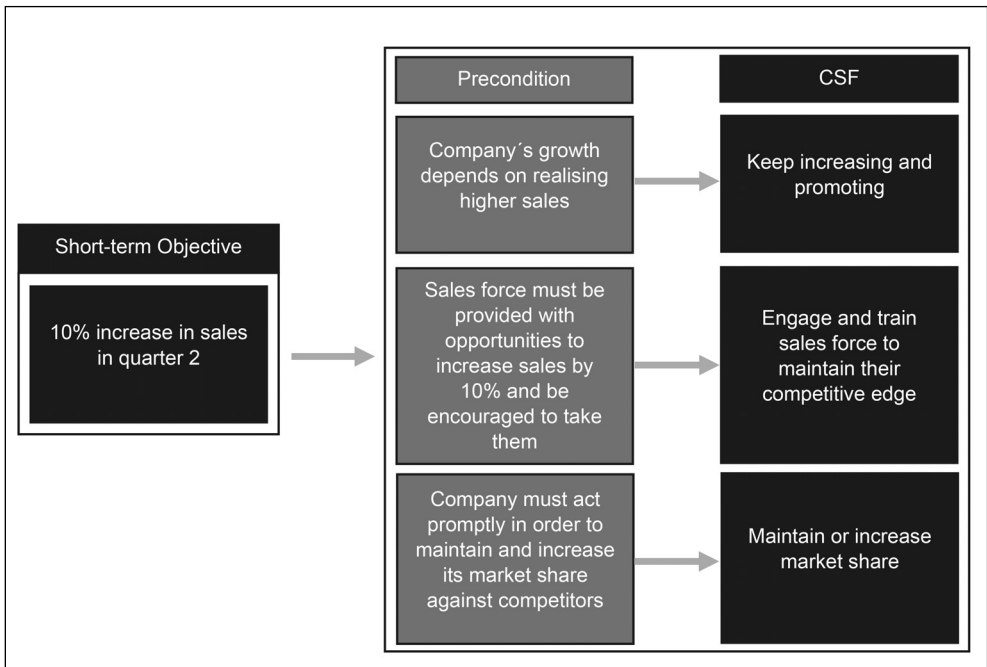 Short-term Objective
10% increase in sales
in quarter 2
Precondition
CSF
Company´s growth
depends on realising
higher sales
Keep increasing and
promoting
Sales force must be
provided with
opportunities to
increase sales by
10% and be
encouraged to take
them
Engage and train
sales force to
maintain their
competitive edge
Company must act
promptly in order to
maintain and increase
its market share
against competitors
Maintain or increase
market share